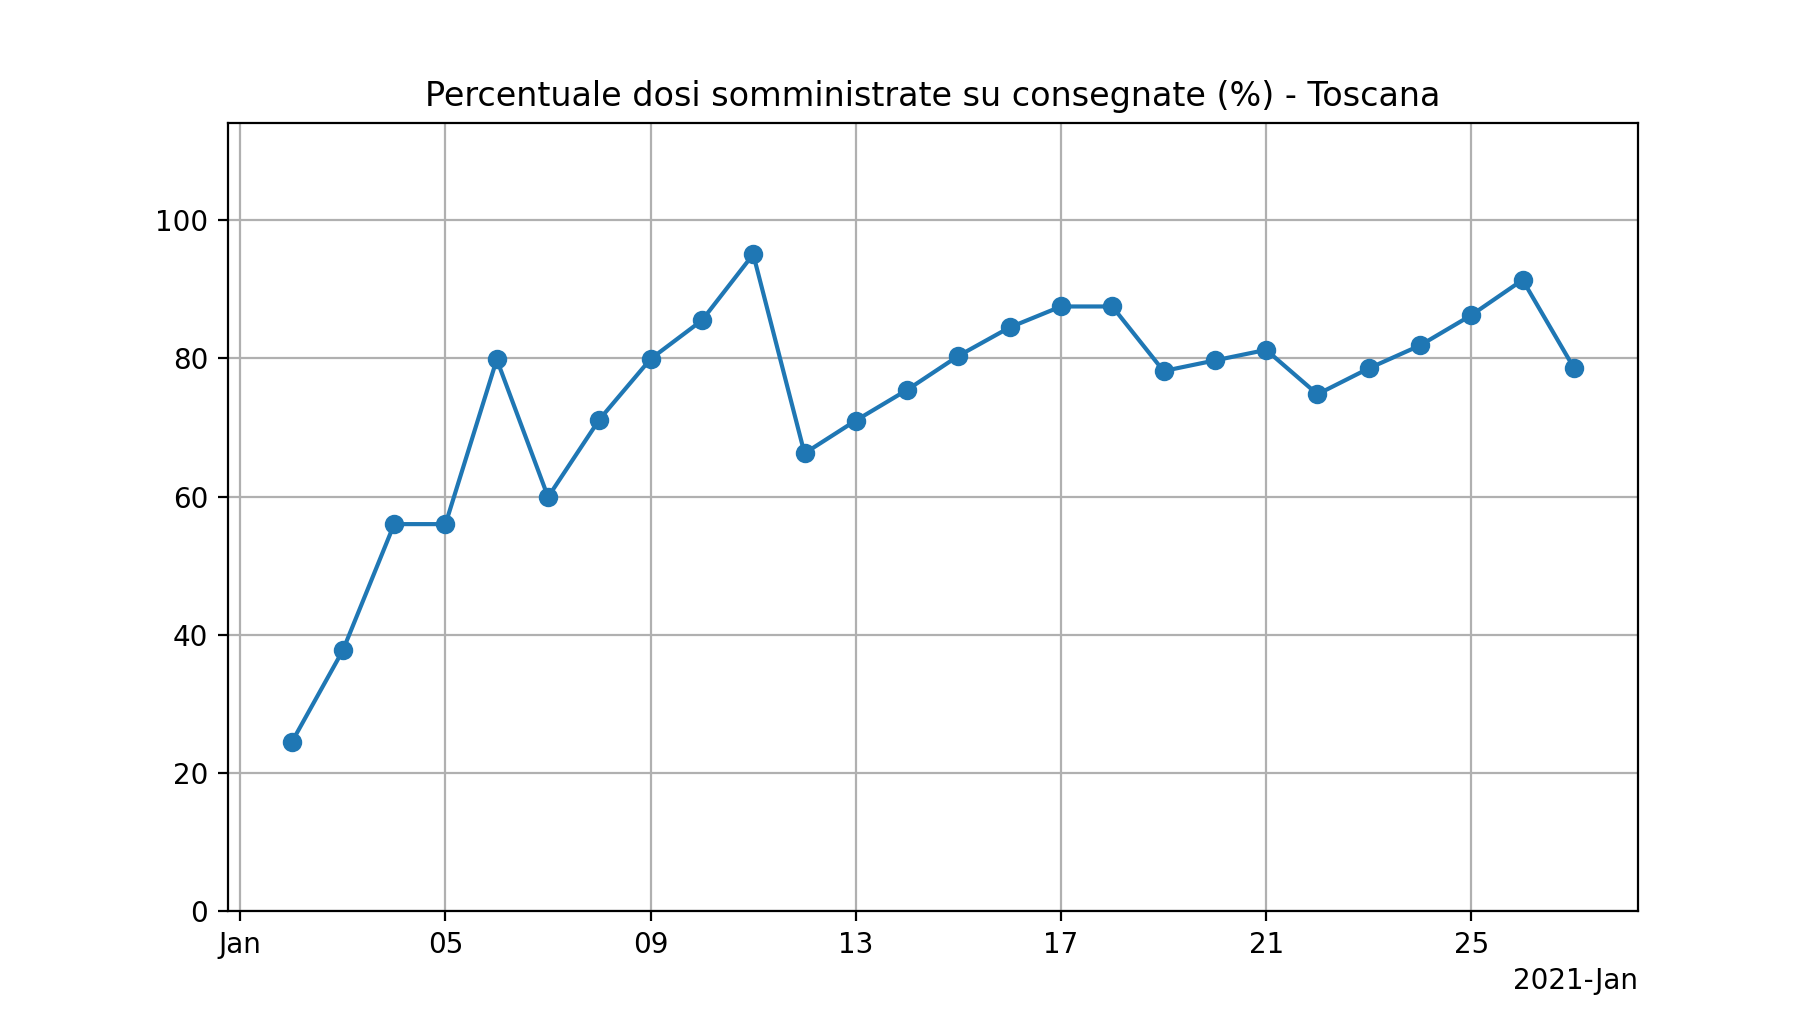 Percentuale dosi somministrate su consegnate (%) - Toscana
100
80
60
40
20
0
Jan 05 09 13 17 21 25
2021-Jan